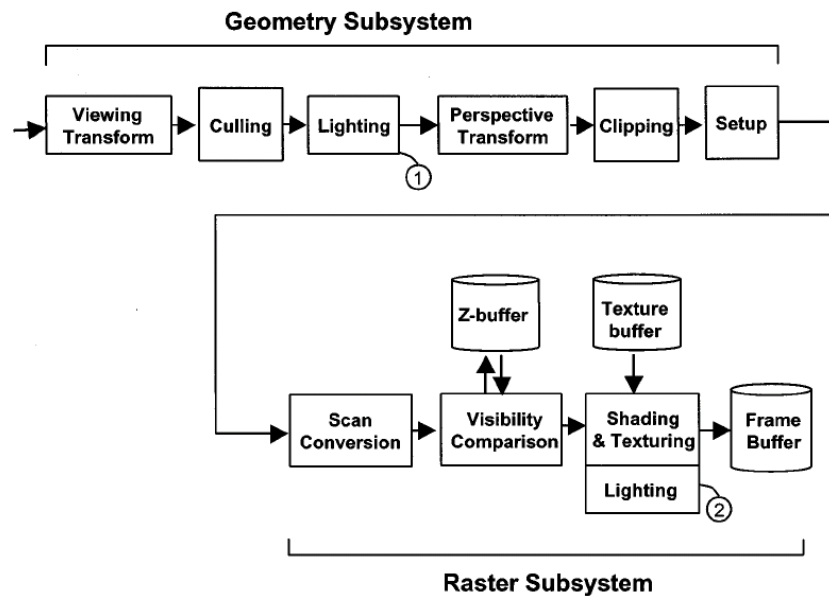 Geometry Subsystem
Viewing
Transform
Culling
Lighting
Perspective
Transform
Clipping
Setup
1
Z-buffer
Texture
buffer
Scan
Conversion
Visibility
Comparison
Shading
& Texturing
Frame
Buffer
Lighting
2
Raster Subsystem